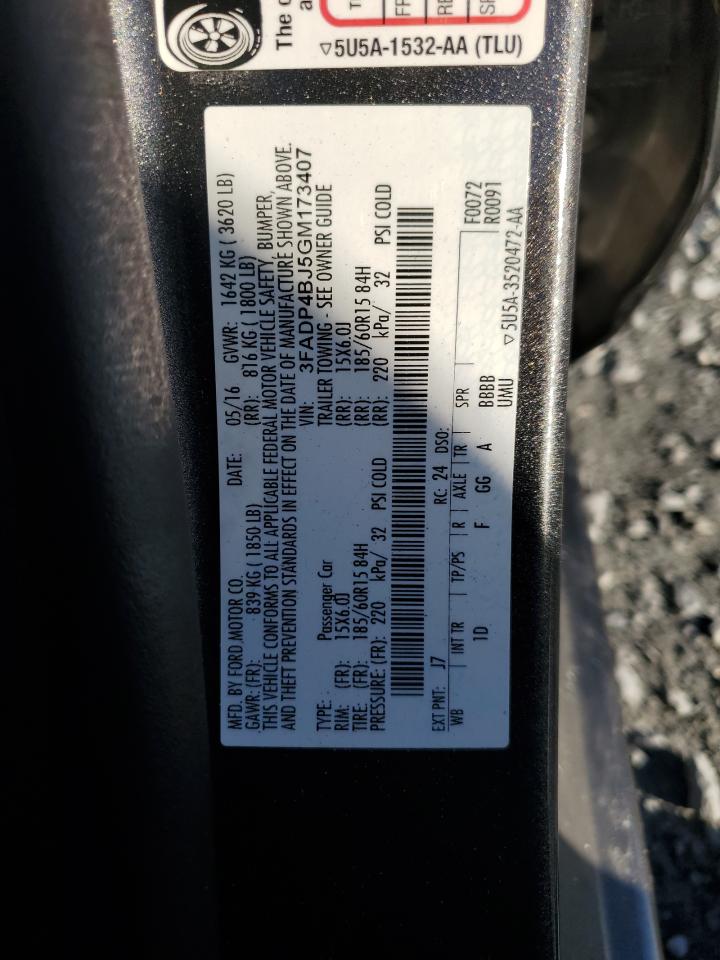 The o
a
TO
FR
RE
SP
▽5U5A-1532-AA (TLU)
MFD. BY FORD MOTOR CO. DATE: 05/16 GVWR: 1642 KG ( 3620 LB)
GAWR: (FR): 839 KG ( 1850 LB) (RR): 816 KG ( 1800 LB)
THIS VEHICLE CONFORMS TO ALL APPLICABLE FEDERAL MOTOR VEHICLE SAFETY, BUMPER,
AND THEFT PREVENTION STANDARDS IN EFFECT ON THE DATE OF MANUFACTURE SHOWN ABOVE.
VIN: 3FADP4BJ5GM173407
TYPE: Passenger Car TRAILER TOWING - SEE OWNER GUIDE
RIM: (FR): 15X6.0J (RR): 15X6.0J
TIRE: (FR): 185/60R15 84H (RR): 185/60R15 84H
PRESSURE: (FR): 220 kPa/ 32 PSI COLD (RR): 220 kPa/ 32 PSI COLD
EXT PNT: J7 RC: 24 DSO: F0072
WB INT TR TP/PS R AXLE TR SPR R0091
1D F GG A BBBB
UMU ▽5U5A-3520472-AA